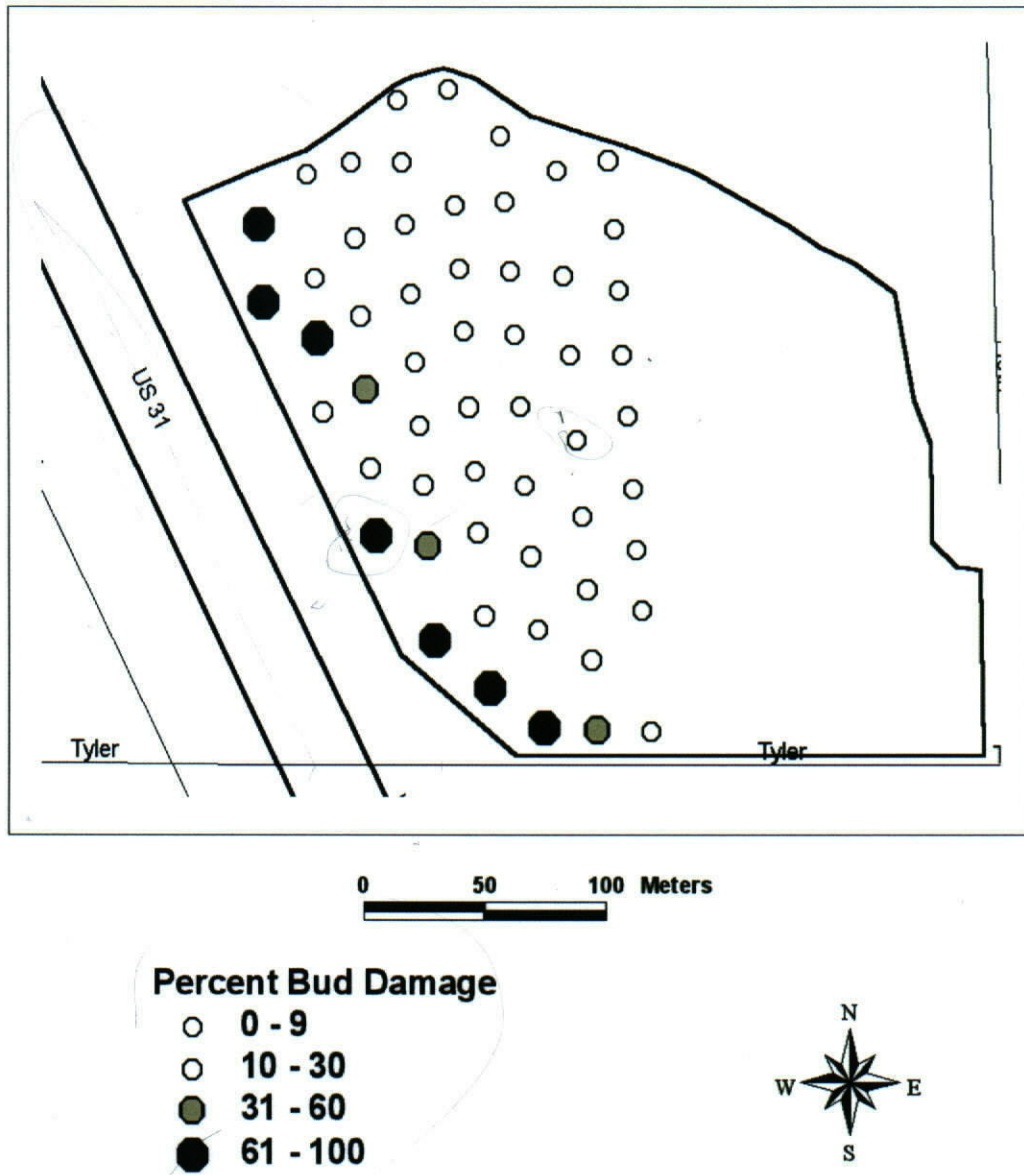 US 31
Tyler
Tyler
0 50 100 Meters
Percent Bud Damage
0 - 9
10 - 30
31 - 60
61 - 100
N
W E
S